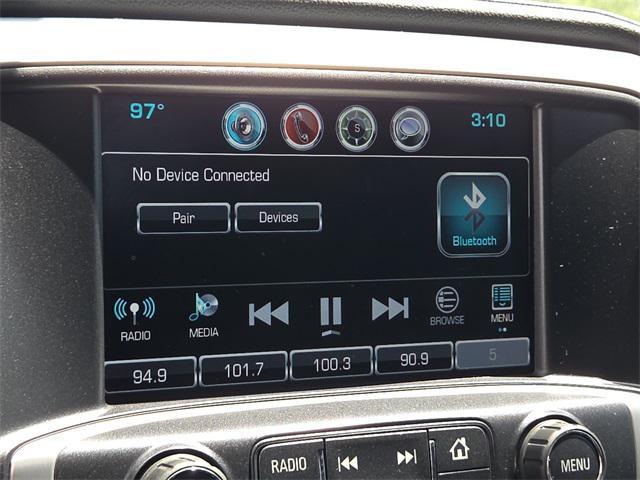 97° 3:10
S
No Device Connected
Pair Devices
Bluetooth
RADIO MEDIA BROWSE MENU
94.9 101.7 100.3 90.9 5
RADIO MENU